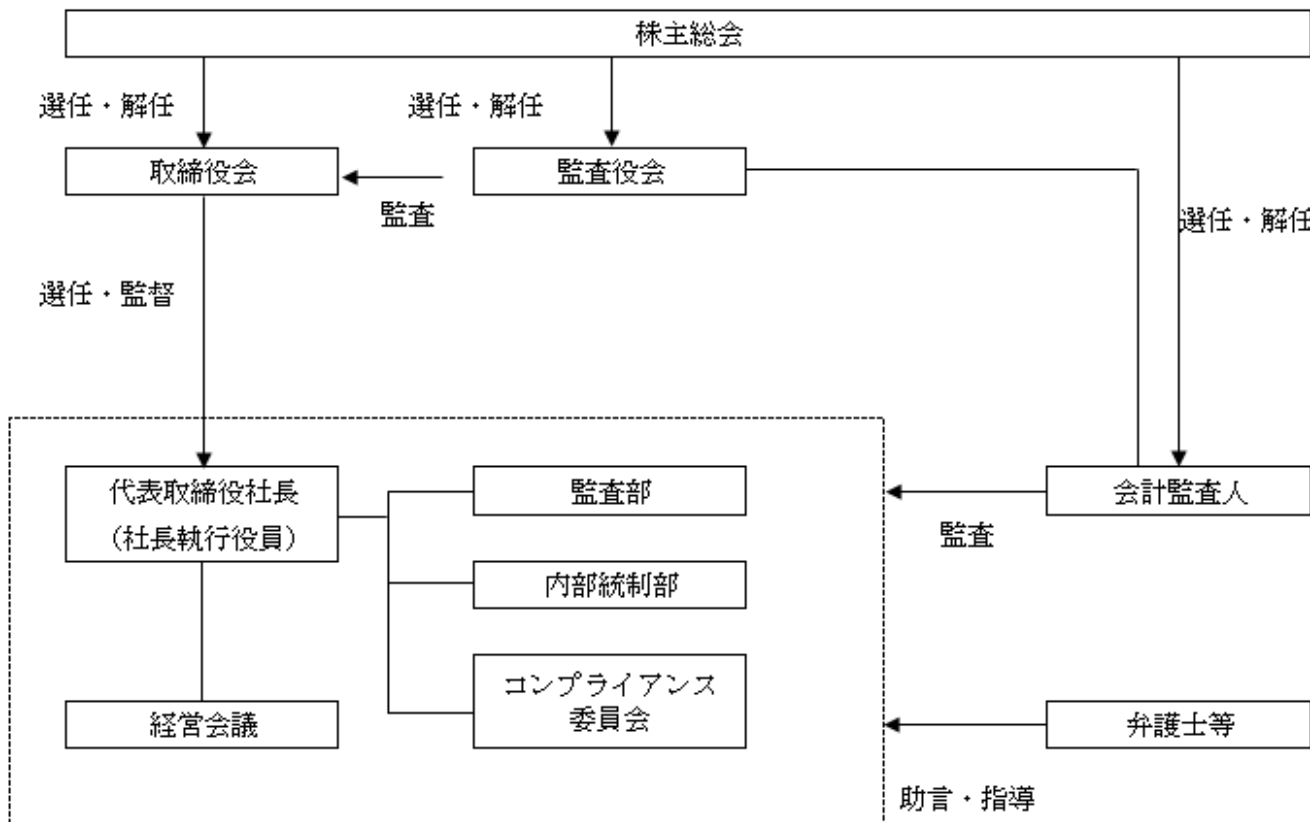 株主総会
選任・解任
選任・解任
取締役会
監査役会
監査
選任・解任
選任・監督
代表取締役社長
(社長執行役員)
監査部
会計監査人
監査
内部統制部
コンプライアンス
委員会
経営会議
弁護士等
助言・指導